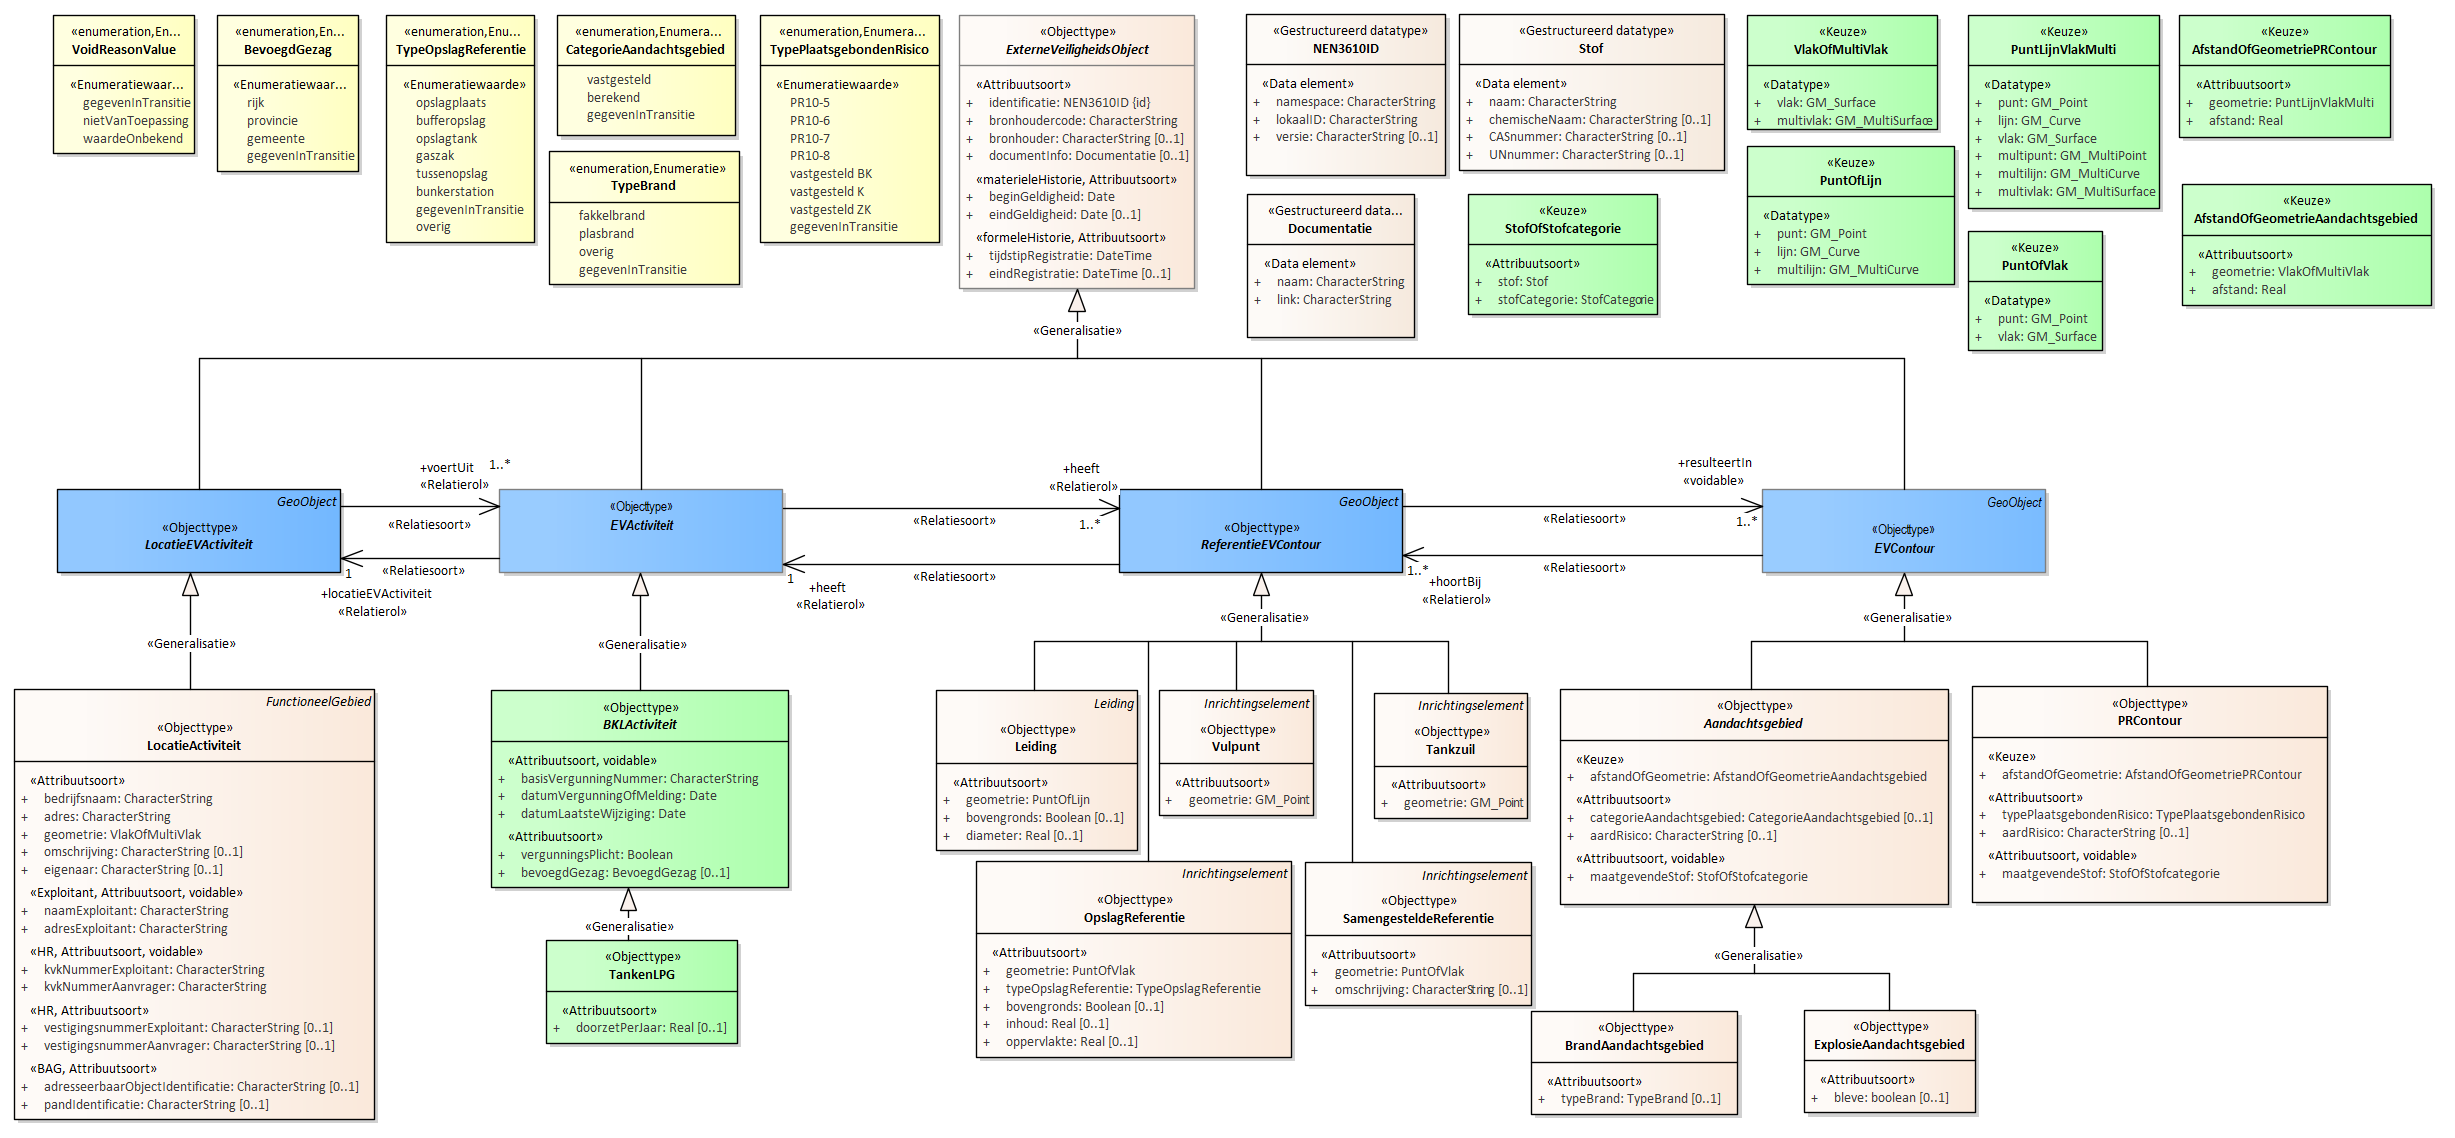 «enumeration,En...
VoidReasonValue
«Enumeratiewaar...
gegevenInTransitie
nietVanToepassing
waardeOnbekend
«enumeration,En...
BevoegdGezag
«Enumeratiewaar...
rijk
provincie
gemeente
gegevenInTransitie
«enumeration,Enu...
TypeOpslagReferentie
«Enumeratiewaarde»
opslagplaats
bufferopslag
opslagtank
gaszak
tussenopslag
bunkerstation
gegevenInTransitie
overig
«enumeration,Enumera...
CategorieAandachtsgebied
vastgesteld
berekend
gegevenInTransitie
«enumeration,Enumeratie»
TypeBrand
fakkelbrand
plasbrand
overig
gegevenInTransitie
«enumeration,Enumera...
TypePlaatsgebondenRisico
«Enumeratiewaarde»
PR10-5
PR10-6
PR10-7
PR10-8
vastgesteld BK
vastgesteld K
vastgesteld ZK
gegevenInTransitie
«Objecttype»
ExterneVeiligheidsObject
«Attribuutsoort»
+ identificatie: NEN3610ID {id}
+ bronhoudercode: CharacterString
+ bronhouder: CharacterString [0..1]
+ documentInfo: Documentatie [0..1]
«materieleHistorie, Attribuutsoort»
+ beginGeldigheid: Date
+ eindGeldigheid: Date [0..1]
«formeleHistorie, Attribuutsoort»
+ tijdstipRegistratie: DateTime
+ eindRegistratie: DateTime [0..1]
«Gestructureerd datatype»
NEN3610ID
«Data element»
+ namespace: CharacterString
+ lokaalID: CharacterString
+ versie: CharacterString [0..1]
«Gestructureerd data...
Documentatie
«Data element»
+ naam: CharacterString
+ link: CharacterString
«Gestructureerd datatype»
Stof
«Data element»
+ naam: CharacterString
+ chemischeNaam: CharacterString [0..1]
+ CASnummer: CharacterString [0..1]
+ UNnummer: CharacterString [0..1]
«Keuze»
StofOfStofcategorie
«Attribuutsoort»
+ stof: Stof
+ stofCategorie: StofCategorie
«Keuze»
VlakOfMultiVlak
«Datatype»
+ vlak: GM_Surface
+ multivlak: GM_MultiSurface
«Keuze»
PuntOfLijn
«Datatype»
+ punt: GM_Point
+ lijn: GM_Curve
+ multilijn: GM_MultiCurve
«Keuze»
PuntLijnVlakMulti
«Datatype»
+ punt: GM_Point
+ lijn: GM_Curve
+ vlak: GM_Surface
+ multipunt: GM_MultiPoint
+ multilijn: GM_MultiCurve
+ multivlak: GM_MultiSurface
«Keuze»
PuntOfVlak
«Datatype»
+ punt: GM_Point
+ vlak: GM_Surface
«Keuze»
AfstandOfGeometriePRContour
«Attribuutsoort»
+ geometrie: PuntLijnVlakMulti
+ afstand: Real
«Keuze»
AfstandOfGeometrieAandachtsgebied
«Attribuutsoort»
+ geometrie: VlakOfMultiVlak
+ afstand: Real
«Generalisatie»
GeoObject
«Objecttype»
LocatieEVActiviteit
+voertUit
1..*
«Relatierol»
«Relatiesoort»
«Relatiesoort»
1
+locatieEVActiviteit
«Relatierol»
«Objecttype»
EVActiviteit
+heeft
«Relatierol»
«Relatiesoort»
1..*
«Relatiesoort»
1
+heeft
«Relatierol»
GeoObject
«Objecttype»
ReferentieEVContour
+resulteertIn
«voidable»
«Relatiesoort»
1..*
«Relatiesoort»
1..*
+hoortBij
«Relatierol»
GeoObject
«Objecttype»
EVContour
«Generalisatie»
«Generalisatie»
«Generalisatie»
«Generalisatie»
FunctioneelGebied
«Objecttype»
LocatieActiviteit
«Attribuutsoort»
+ bedrijfsnaam: CharacterString
+ adres: CharacterString
+ geometrie: VlakOfMultiVlak
+ omschrijving: CharacterString [0..1]
+ eigenaar: CharacterString [0..1]
«Exploitant, Attribuutsoort, voidable»
+ naamExploitant: CharacterString
+ adresExploitant: CharacterString
«HR, Attribuutsoort, voidable»
+ kvkNummerExploitant: CharacterString
+ kvkNummerAanvrager: CharacterString
«HR, Attribuutsoort»
+ vestigingsnummerExploitant: CharacterString [0..1]
+ vestigingsnummerAanvrager: CharacterString [0..1]
«BAG, Attribuutsoort»
+ adresseerbaarObjectIdentificatie: CharacterString [0..1]
+ pandIdentificatie: CharacterString [0..1]
«Objecttype»
BKLActiviteit
«Attribuutsoort, voidable»
+ basisVergunningNummer: CharacterString
+ datumVergunningOfMelding: Date
+ datumLaatsteWijziging: Date
«Attribuutsoort»
+ vergunningsPlicht: Boolean
+ bevoegdGezag: BevoegdGezag [0..1]
«Generalisatie»
«Objecttype»
TankenLPG
«Attribuutsoort»
+ doorzetPerJaar: Real [0..1]
Leiding
«Objecttype»
Leiding
«Attribuutsoort»
+ geometrie: PuntOfLijn
+ bovengronds: Boolean [0..1]
+ diameter: Real [0..1]
Inrichtingselement
«Objecttype»
Vulpunt
«Attribuutsoort»
+ geometrie: GM_Point
Inrichtingselement
«Objecttype»
Tankzuil
«Attribuutsoort»
+ geometrie: GM_Point
Inrichtingselement
«Objecttype»
OpslagReferentie
«Attribuutsoort»
+ geometrie: PuntOfVlak
+ typeOpslagReferentie: TypeOpslagReferentie
+ bovengronds: Boolean [0..1]
+ inhoud: Real [0..1]
+ oppervlakte: Real [0..1]
Inrichtingselement
«Objecttype»
SamengesteldeReferentie
«Attribuutsoort»
+ geometrie: PuntOfVlak
+ omschrijving: CharacterString [0..1]
«Objecttype»
Aandachtsgebied
«Keuze»
+ afstandOfGeometrie: AfstandOfGeometrieAandachtsgebied
«Attribuutsoort»
+ categorieAandachtsgebied: CategorieAandachtsgebied [0..1]
+ aardRisico: CharacterString [0..1]
«Attribuutsoort, voidable»
+ maatgevendeStof: StofOfStofcategorie
«Objecttype»
PRContour
«Keuze»
+ afstandOfGeometrie: AfstandOfGeometriePRContour
«Attribuutsoort»
+ typePlaatsgebondenRisico: TypePlaatsgebondenRisico
+ aardRisico: CharacterString [0..1]
«Attribuutsoort, voidable»
+ maatgevendeStof: StofOfStofcategorie
«Generalisatie»
«Objecttype»
BrandAandachtsgebied
«Attribuutsoort»
+ typeBrand: TypeBrand [0..1]
«Objecttype»
ExplosieAandachtsgebied
«Attribuutsoort»
+ bleve: boolean [0..1]